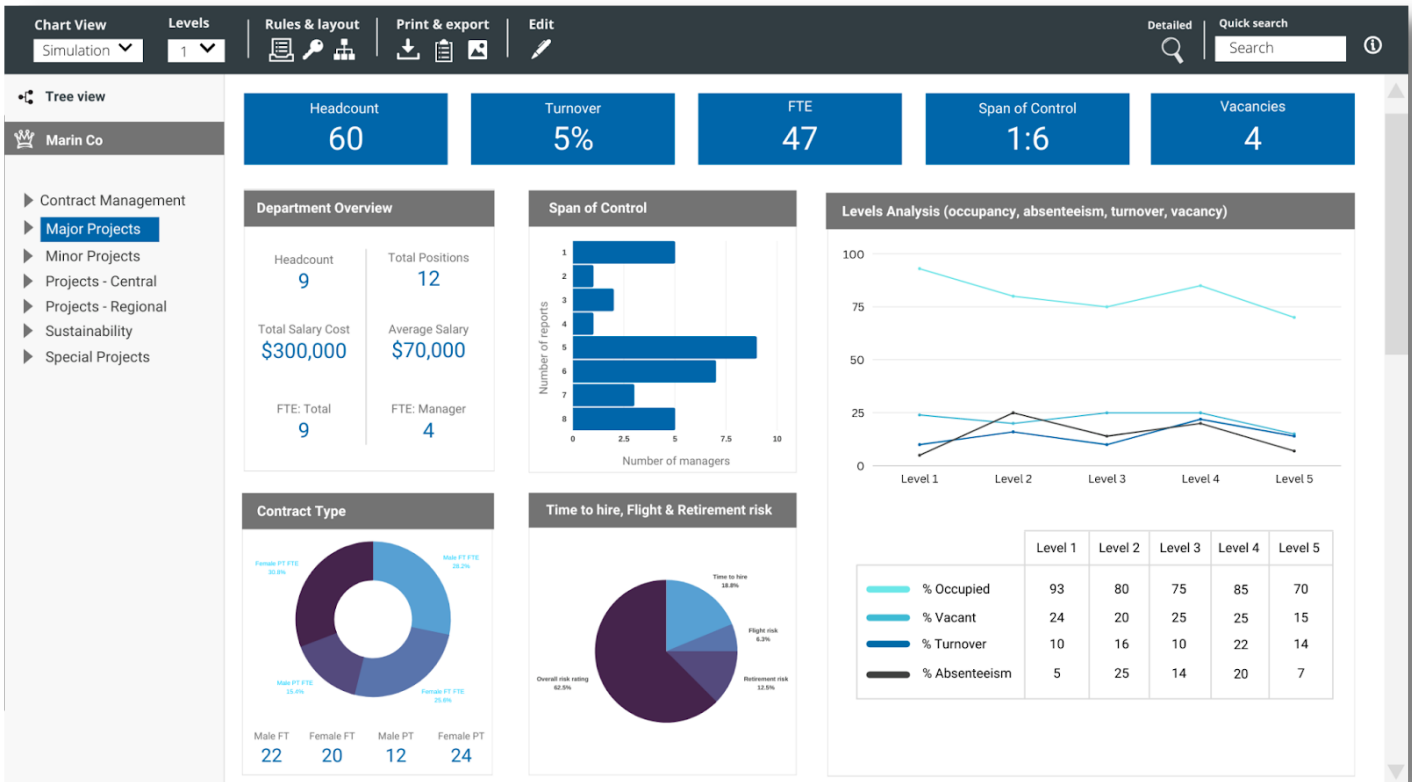 Chart View
Levels
Rules & layout
Print & export
Edit
Detailed
Quick search
Simulation
1
Search
Tree view
Marin Co
Contract Management
Major Projects
Minor Projects
Projects - Central
Projects - Regional
Sustainability
Special Projects
Headcount
60
Turnover
5%
FTE
47
Span of Control
1:6
Vacancies
4
Department Overview
Headcount
9
Total Positions
12
Total Salary Cost
$300,000
Average Salary
$70,000
FTE: Total
9
FTE: Manager
4
Span of Control
Number of reports
1
2
3
4
5
6
7
8
0 2.5 5 7.5 10
Number of managers
Levels Analysis (occupancy, absenteeism, turnover, vacancy)
100
75
50
25
0
Level 1 Level 2 Level 3 Level 4 Level 5
Level 1 Level 2 Level 3 Level 4 Level 5
% Occupied 93 80 75 85 70
% Vacant 24 20 25 25 15
% Turnover 10 16 10 22 14
% Absenteeism 5 25 14 20 7
Contract Type
Male FT FTE
28.2%
Female PT FTE
30.8%
Male PT FTE
15.4%
Female FT FTE
25.6%
Male FT Female FT Male PT Female PT
22 20 12 24
Time to hire, Flight & Retirement risk
Time to hire
18.8%
Flight risk
6.3%
Retirement risk
12.5%
Overall risk rating
62.5%